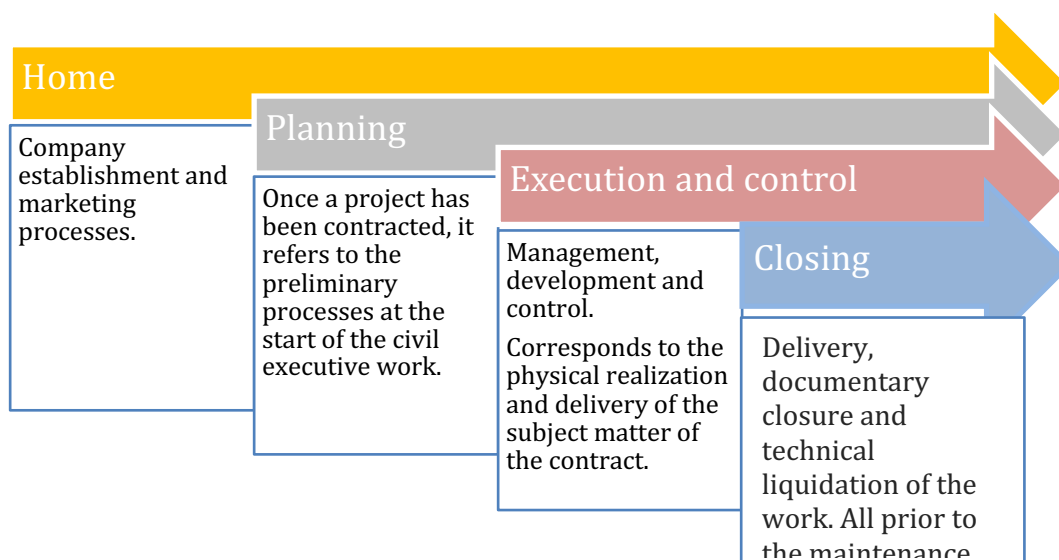 Home
Company
establishment and
marketing
processes.
Planning
Once a project has
been contracted, it
refers to the
preliminary
processes at the
start of the civil
executive work.
Execution and control
Management,
development and
control.
Corresponds to the
physical realization
and delivery of the
subject matter of
the contract.
Closing
Delivery,
documentary
closure and
technical
liquidation of the
work. All prior to
the maintenance